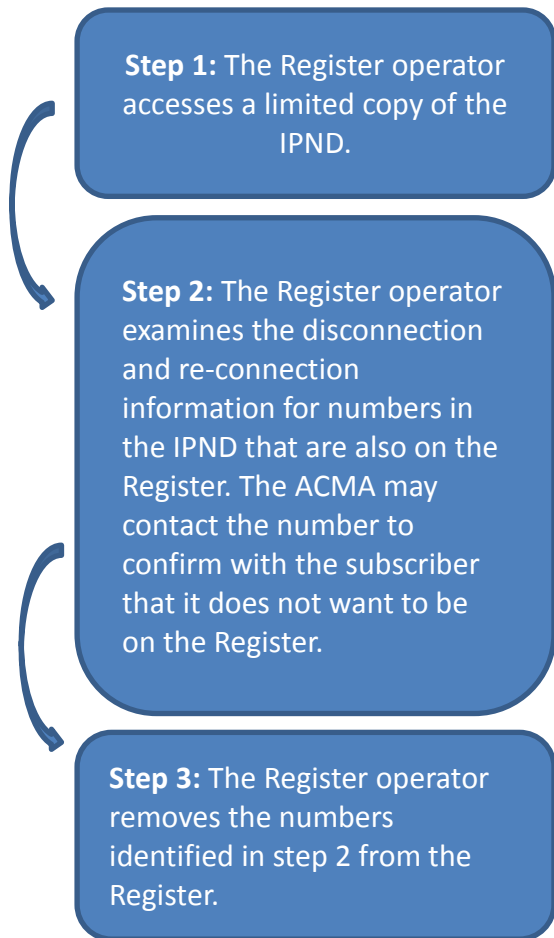 Step 1: The Register operator
accesses a limited copy of the
IPND.
Step 2: The Register operator
examines the disconnection
and re-connection
information for numbers in
the IPND that are also on the
Register. The ACMA may
contact the number to
confirm with the subscriber
that it does not want to be
on the Register.
Step 3: The Register operator
removes the numbers
identified in step 2 from the
Register.